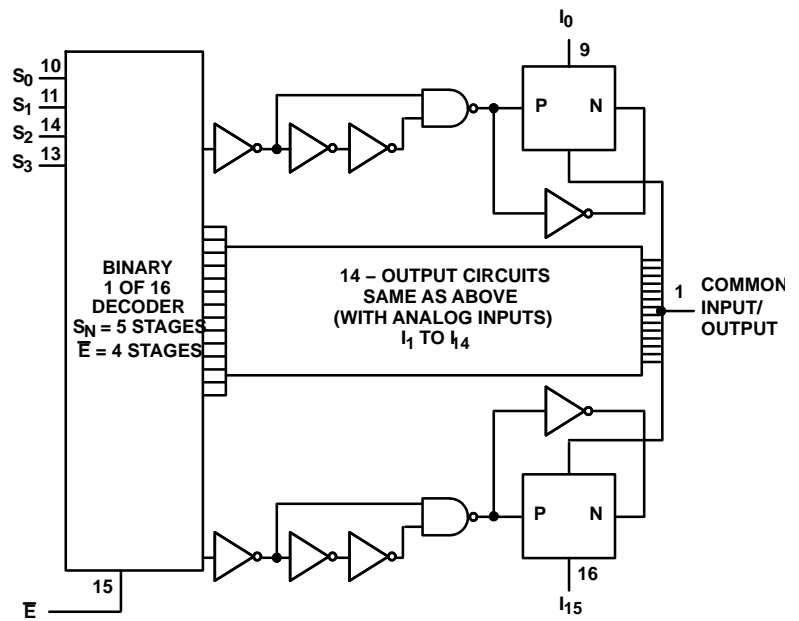 I0
9
10
S0
11
S1
14
S2
13
S3
P N
BINARY
1 OF 16
DECODER
SN = 5 STAGES
E̅ = 4 STAGES
14 – OUTPUT CIRCUITS
SAME AS ABOVE
(WITH ANALOG INPUTS)
I1 TO I14
1
COMMON
INPUT/
OUTPUT
P N
15
E̅
16
I15